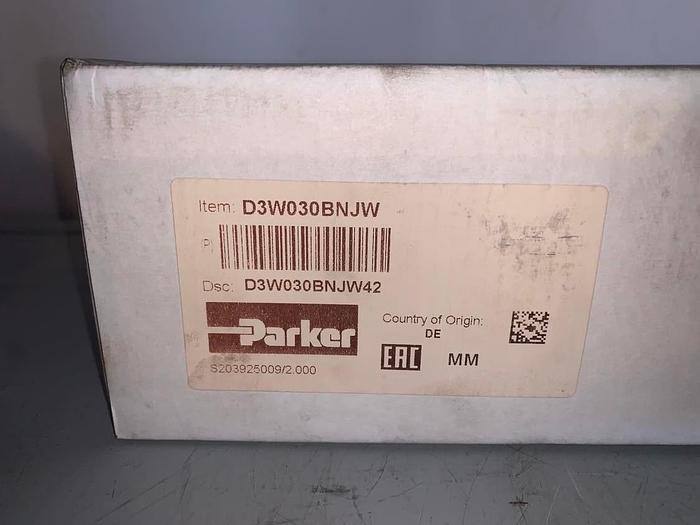 Item: D3W030BNJW
(P)
Dsc: D3W030BNJW42
Parker
Country of Origin:
DE
EAC
MM
S203925009/2.000